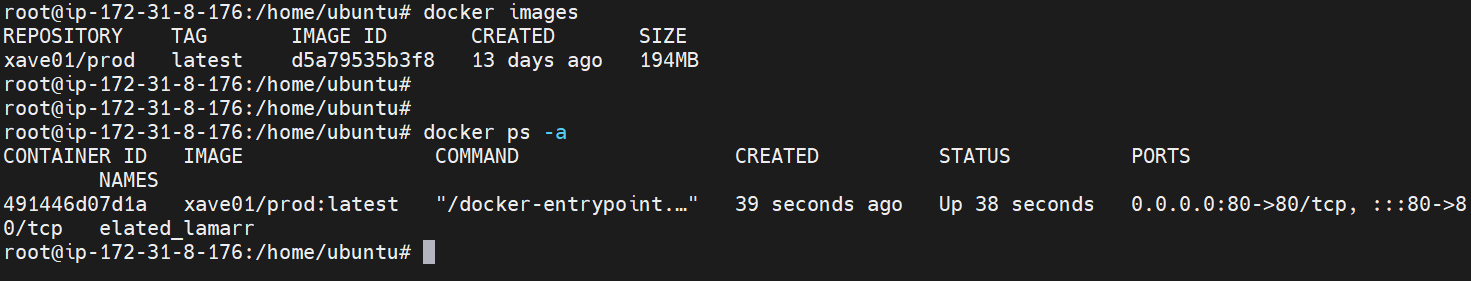 root@ip-172-31-8-176:/home/ubuntu# docker images
REPOSITORY    TAG       IMAGE ID       CREATED       SIZE
xave01/prod   latest    d5a79535b3f8   13 days ago   194MB
root@ip-172-31-8-176:/home/ubuntu#
root@ip-172-31-8-176:/home/ubuntu#
root@ip-172-31-8-176:/home/ubuntu# docker ps -a
CONTAINER ID   IMAGE                COMMAND                  CREATED          STATUS          PORTS
        NAMES
491446d07d1a   xave01/prod:latest   "/docker-entrypoint.…"   39 seconds ago   Up 38 seconds   0.0.0.0:80->80/tcp, :::80->8
0/tcp   elated_lamarr
root@ip-172-31-8-176:/home/ubuntu#